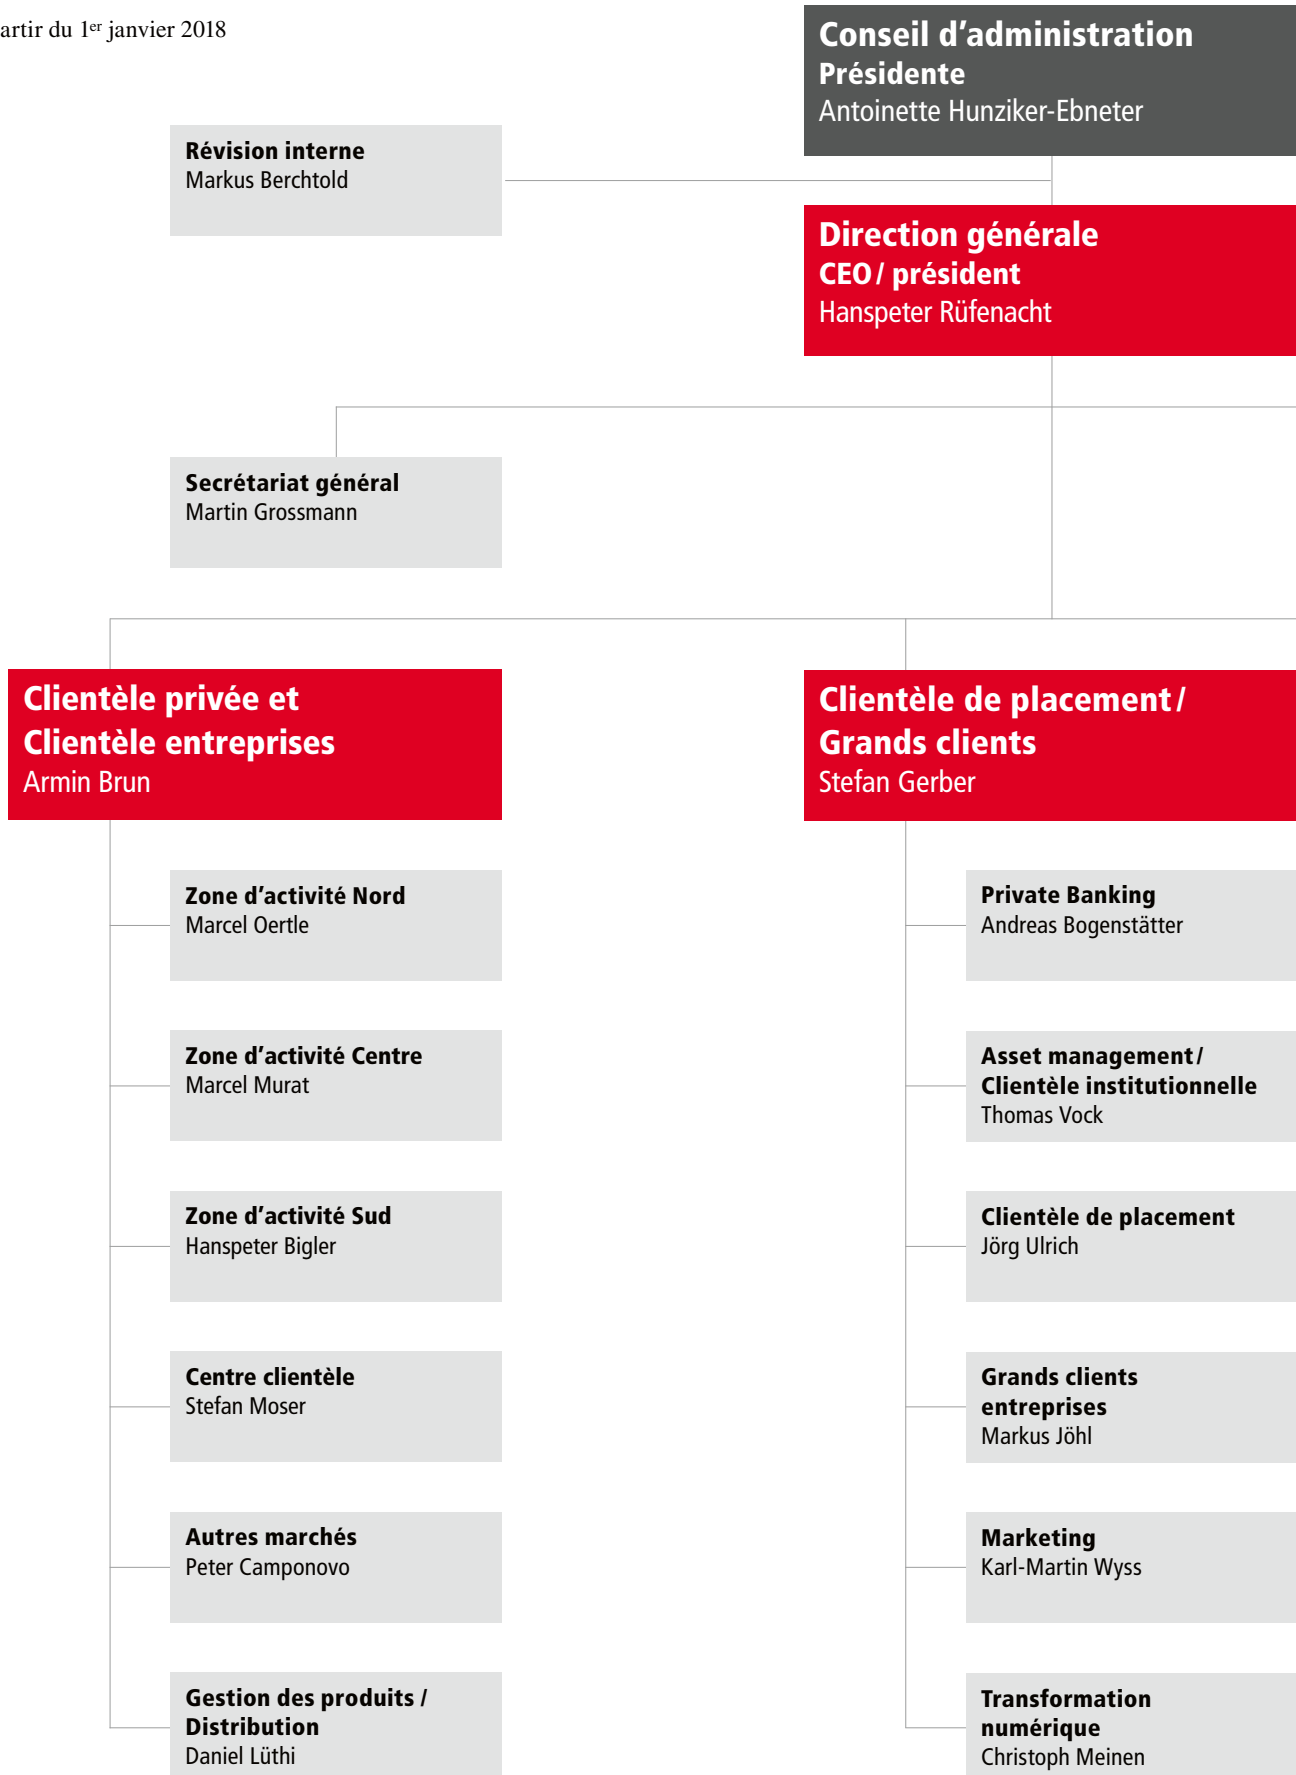 artir du 1er janvier 2018
Conseil d’administration
Présidente
Antoinette Hunziker-Ebneter
Révision interne
Markus Berchtold
Direction générale
CEO / président
Hanspeter Rüfenacht
Secrétariat général
Martin Grossmann
Clientèle privée et
Clientèle entreprises
Armin Brun
Zone d’activité Nord
Marcel Oertle
Zone d’activité Centre
Marcel Murat
Zone d’activité Sud
Hanspeter Bigler
Centre clientèle
Stefan Moser
Autres marchés
Peter Camponovo
Gestion des produits /
Distribution
Daniel Lüthi
Clientèle de placement /
Grands clients
Stefan Gerber
Private Banking
Andreas Bogenstätter
Asset management /
Clientèle institutionnelle
Thomas Vock
Clientèle de placement
Jörg Ulrich
Grands clients
entreprises
Markus Jöhl
Marketing
Karl-Martin Wyss
Transformation
numérique
Christoph Meinen